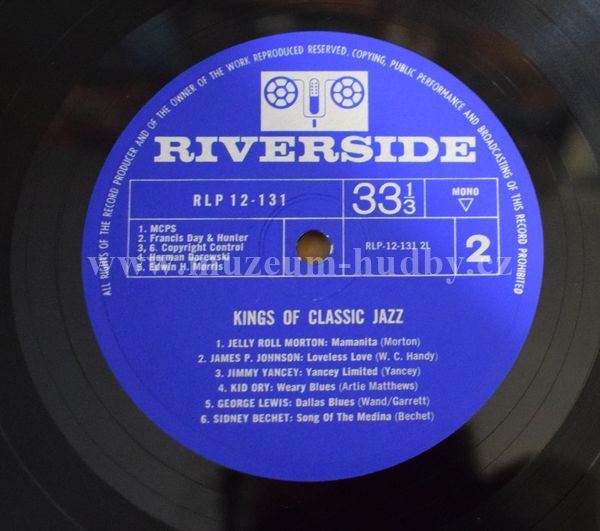 ALL RIGHTS OF THE RECORD PRODUCER AND OF THE OWNER OF THE WORK REPRODUCED RESERVED. COPYING, PUBLIC PERFORMANCE AND BROADCASTING OF THIS RECORD PROHIBITED
RIVERSIDE
RLP 12-131
33 1/3
MONO
1. MCPS
2. Francis Day & Hunter
3, 6. Copyright Control
4. Herman Darewski
5. Edwin H. Morris
RLP-12-131 2L
2
www.muzeum-hudby.cz
KINGS OF CLASSIC JAZZ
1. JELLY ROLL MORTON: Mamanita (Morton)
2. JAMES P. JOHNSON: Loveless Love (W. C. Handy)
3. JIMMY YANCEY: Yancey Limited (Yancey)
4. KID ORY: Weary Blues (Artie Matthews)
5. GEORGE LEWIS: Dallas Blues (Wand/Garrett)
6. SIDNEY BECHET: Song Of The Medina (Bechet)